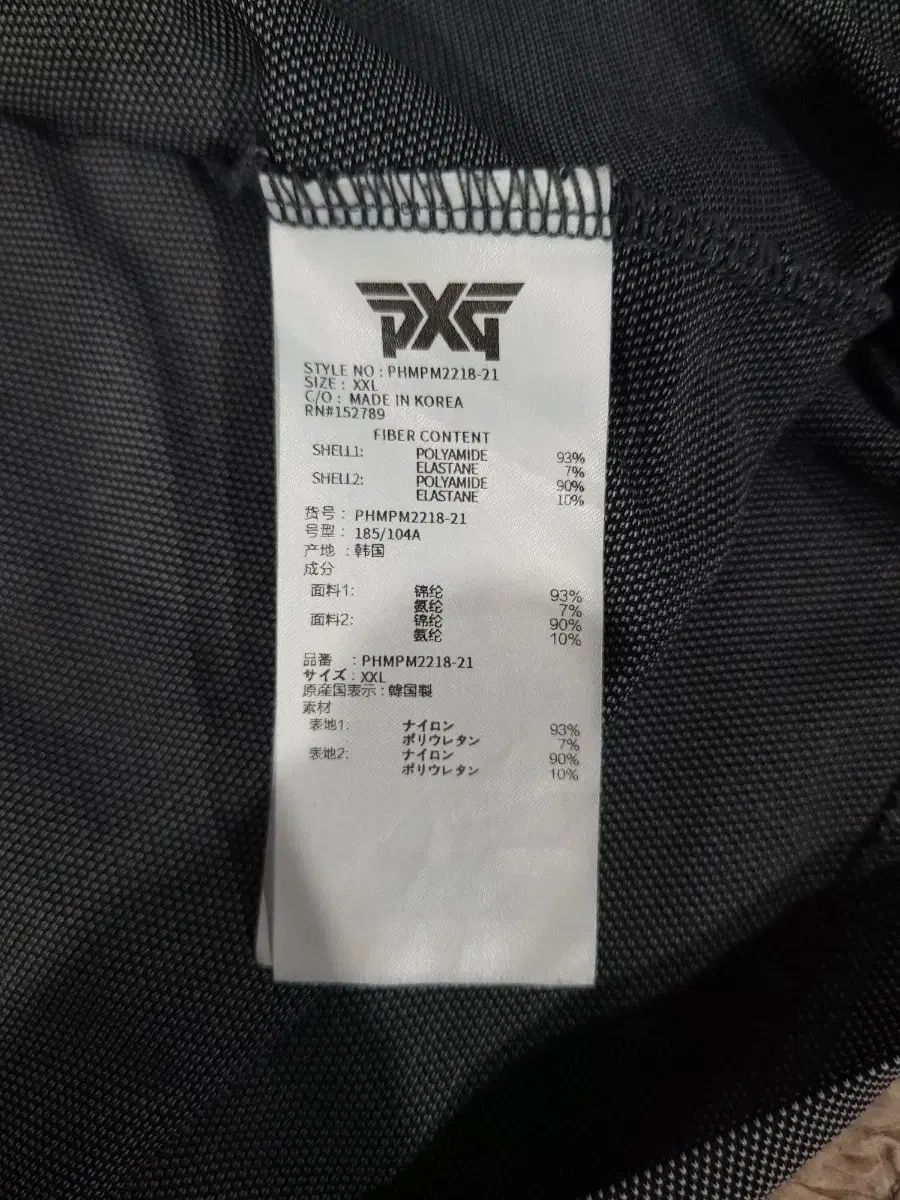 PXG
STYLE NO : PHMPM2218-21
SIZE : XXL
C/O : MADE IN KOREA
RN#152789
FIBER CONTENT
SHELL1: POLYAMIDE 93%
ELASTANE 7%
SHELL2: POLYAMIDE 90%
ELASTANE 10%
货号 : PHMPM2218-21
号型 : 185/104A
产地 : 韩国
成分
面料1: 锦纶 93%
氨纶 7%
面料2: 锦纶 90%
氨纶 10%
品番 : PHMPM2218-21
サイズ : XXL
原産国表示 : 韓国製
素材
表地1: ナイロン 93%
ポリウレタン 7%
表地2: ナイロン 90%
ポリウレタン 10%